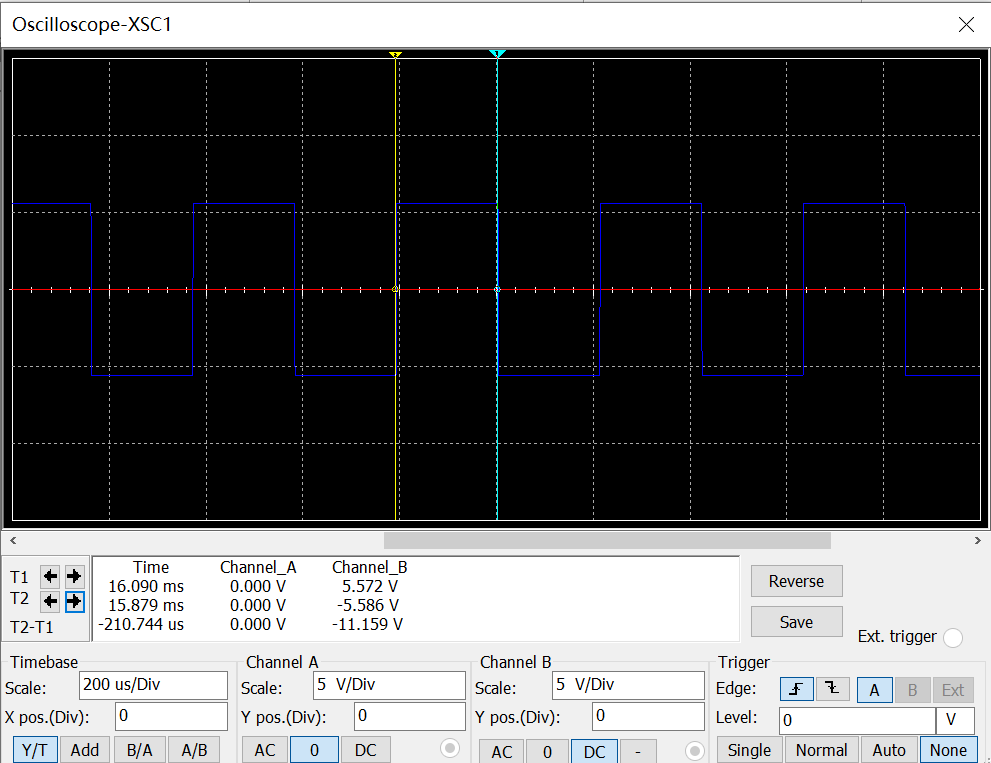 Oscilloscope-XSC1
2 1
T1
T2
T2-T1
Time Channel_A Channel_B
16.090 ms 0.000 V 5.572 V
15.879 ms 0.000 V -5.586 V
-210.744 us 0.000 V -11.159 V
Reverse
Save
Ext. trigger
Timebase
Scale: 200 us/Div
X pos.(Div): 0
Y/T Add B/A A/B
Channel A
Scale: 5 V/Div
Y pos.(Div): 0
AC 0 DC
Channel B
Scale: 5 V/Div
Y pos.(Div): 0
AC 0 DC -
Trigger
Edge: A B Ext
Level: 0 V
Single Normal Auto None